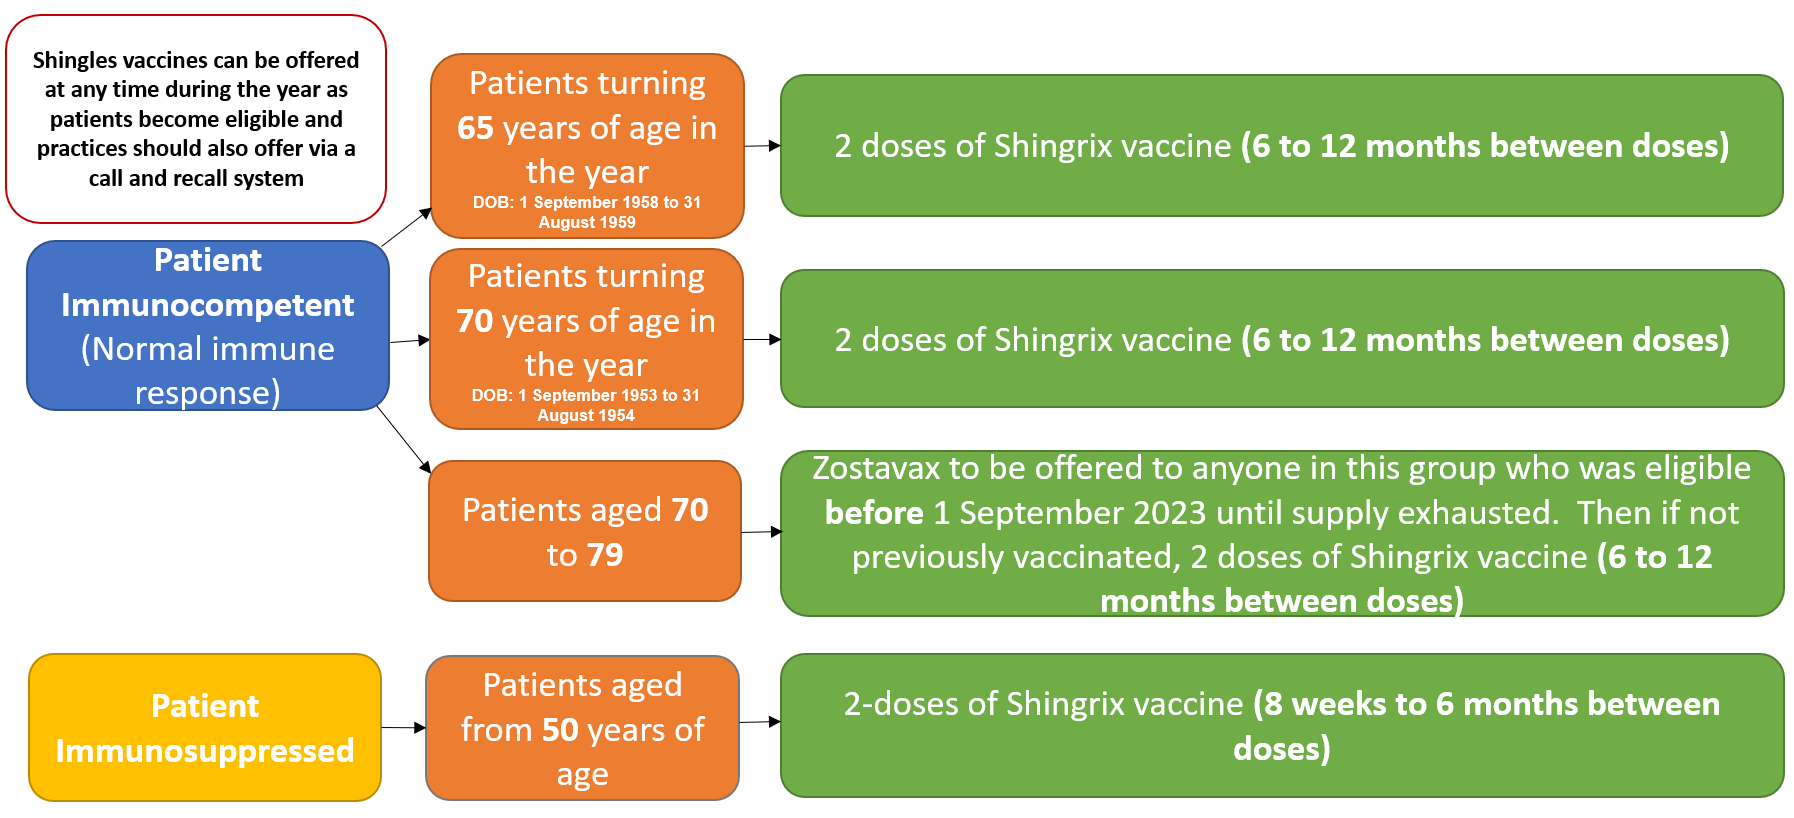 Shingles vaccines can be offered
at any time during the year as
patients become eligible and
practices should also offer via a
call and recall system
Patient
Immunocompetent
(Normal immune
response)
Patients turning
65 years of age in
the year
DOB: 1 September 1958 to 31
August 1959
2 doses of Shingrix vaccine (6 to 12 months between doses)
Patients turning
70 years of age in
the year
DOB: 1 September 1953 to 31
August 1954
2 doses of Shingrix vaccine (6 to 12 months between doses)
Patients aged 70
to 79
Zostavax to be offered to anyone in this group who was eligible
before 1 September 2023 until supply exhausted.  Then if not
previously vaccinated, 2 doses of Shingrix vaccine (6 to 12
months between doses)
Patient
Immunosuppressed
Patients aged
from 50 years of
age
2-doses of Shingrix vaccine (8 weeks to 6 months between
doses)